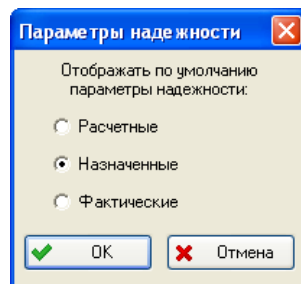 Параметры надежности
Отображать по умолчанию
параметры надежности:
Расчетные
Назначенные
Фактические
OK
Отмена